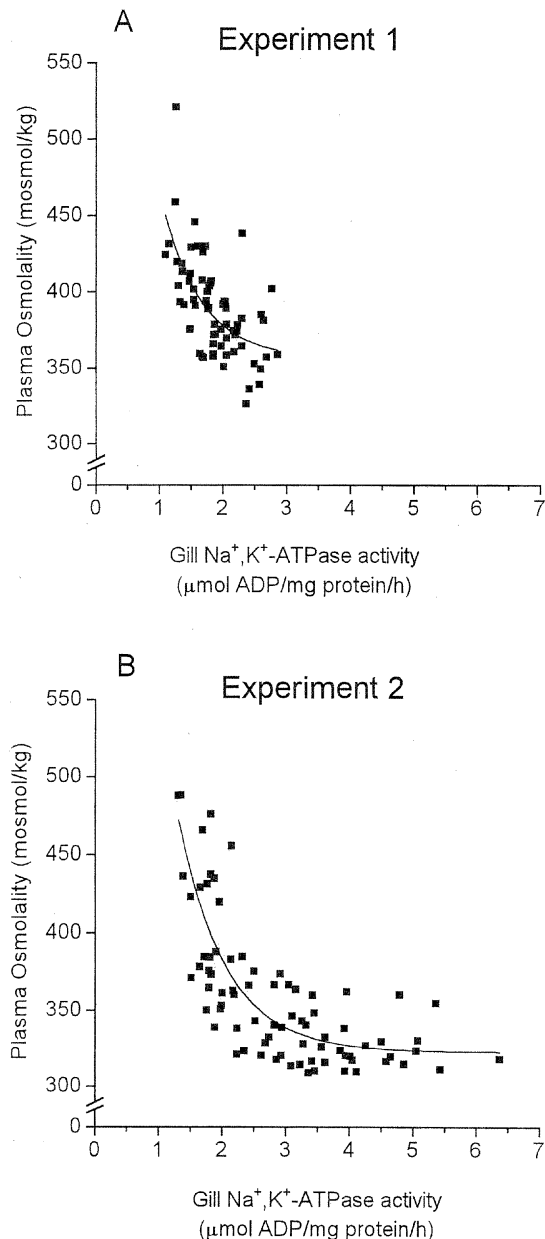 A
Experiment 1
550
500
450
400
350
300
0
Plasma Osmolality (mosmol/kg)
0 1 2 3 4 5 6 7
Gill Na⁺,K⁺-ATPase activity
(μmol ADP/mg protein/h)
B
Experiment 2
550
500
450
400
350
300
0
Plasma Osmolality (mosmol/kg)
0 1 2 3 4 5 6 7
Gill Na⁺,K⁺-ATPase activity
(μmol ADP/mg protein/h)